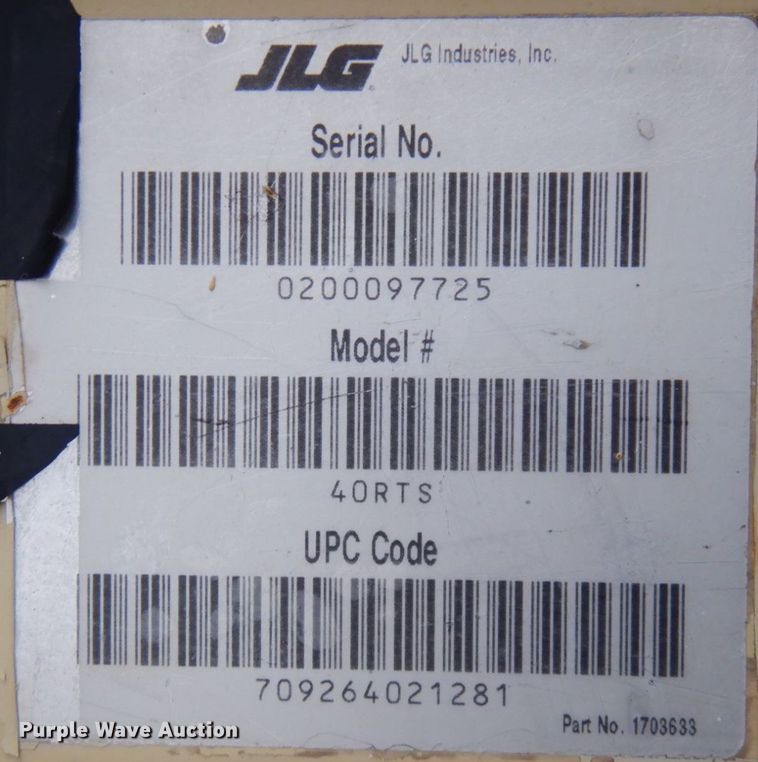 JLG JLG Industries, Inc.
Serial No.
0200097725
Model #
40RTS
UPC Code
709264021281
Part No. 1703633
Purple Wave Auction